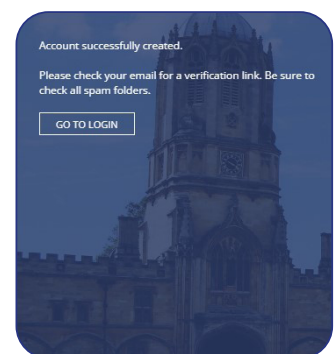 Account successfully created.
Please check your email for a verification link. Be sure to
check all spam folders.
GO TO LOGIN